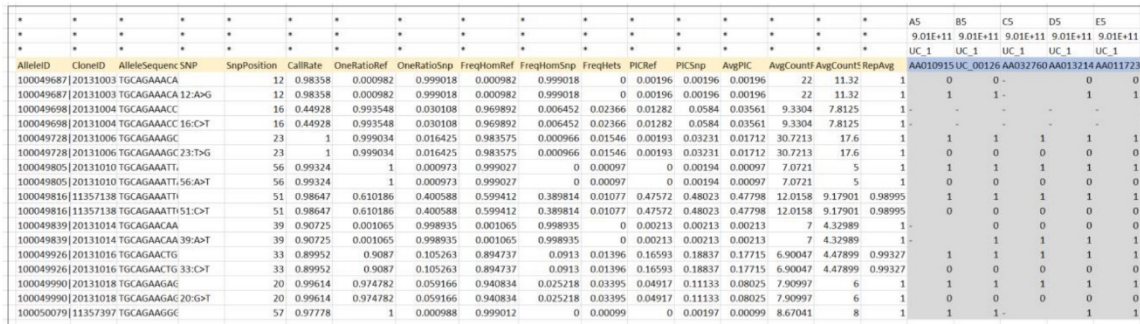 * * * * * * * * * * * * * * * * * A5 B5 C5 D5 E5
* * * * * * * * * * * * * * * * * 9.01E+11 9.01E+11 9.01E+11 9.01E+11 9.01E+11
* * * * * * * * * * * * * * * * * UC_1 UC_1 UC_1 UC_1 UC_1
AlleleID CloneID AlleleSequenc SNP SnpPosition CallRate OneRatioRef OneRatioSnp FreqHomRef FreqHomSnp FreqHets PICRef PICSnp AvgPIC AvgCountF AvgCountS RepAvg AA010915 UC_00126 AA032760 AA013214 AA011723
100049687| 20131003 TGCAGAAACA 12 0.98358 0.000982 0.999018 0.000982 0.999018 0 0.00196 0.00196 0.00196 22 11.32 1 0 0 - 0 0
100049687| 20131003 TGCAGAAACA 12:A>G 12 0.98358 0.000982 0.999018 0.000982 0.999018 0 0.00196 0.00196 0.00196 22 11.32 1 1 1 - 1 1
100049698| 20131004 TGCAGAAACC 16 0.44928 0.993548 0.030108 0.969892 0.006452 0.02366 0.01282 0.0584 0.03561 9.3304 7.8125 1 - - - - -
100049698| 20131004 TGCAGAAACC 16:C>T 16 0.44928 0.993548 0.030108 0.969892 0.006452 0.02366 0.01282 0.0584 0.03561 9.3304 7.8125 1 - - - - -
100049728| 20131006 TGCAGAAAGC 23 1 0.999034 0.016425 0.983575 0.000966 0.01546 0.00193 0.03231 0.01712 30.7213 17.6 1 1 1 1 1 1
100049728| 20131006 TGCAGAAAGC 23:T>G 23 1 0.999034 0.016425 0.983575 0.000966 0.01546 0.00193 0.03231 0.01712 30.7213 17.6 1 0 0 0 0 0
100049805| 20131010 TGCAGAAATT 56 0.99324 1 0.000973 0.999027 0 0.00097 0 0.00194 0.00097 7.0721 5 1 1 1 1 1 1
100049805| 20131010 TGCAGAAATT 56:A>T 56 0.99324 1 0.000973 0.999027 0 0.00097 0 0.00194 0.00097 7.0721 5 1 0 0 0 0 0
100049816| 11357138 TGCAGAAATT 51 0.98647 0.610186 0.400588 0.599412 0.389814 0.01077 0.47572 0.48023 0.47798 12.0158 9.17901 0.98995 1 1 1 1 1
100049816| 11357138 TGCAGAAATT 51:C>T 51 0.98647 0.610186 0.400588 0.599412 0.389814 0.01077 0.47572 0.48023 0.47798 12.0158 9.17901 0.98995 0 0 0 0 0
100049839| 20131014 TGCAGAACAA 39 0.90725 0.001065 0.998935 0.001065 0.998935 0 0.00213 0.00213 0.00213 7 4.32989 1 - 0 0 0 0
100049839| 20131014 TGCAGAACAA 39:A>T 39 0.90725 0.001065 0.998935 0.001065 0.998935 0 0.00213 0.00213 0.00213 7 4.32989 1 - 1 1 1 1
100049926| 20131016 TGCAGAACTG 33 0.89952 0.9087 0.105263 0.894737 0.0913 0.01396 0.16593 0.18837 0.17715 6.90047 4.47899 0.99327 1 1 1 1 1
100049926| 20131016 TGCAGAACTG 33:C>T 33 0.89952 0.9087 0.105263 0.894737 0.0913 0.01396 0.16593 0.18837 0.17715 6.90047 4.47899 0.99327 0 0 0 0 0
100049990| 20131018 TGCAGAAGAG 20 0.99614 0.974782 0.059166 0.940834 0.025218 0.03395 0.04917 0.11133 0.08025 7.90997 6 1 1 1 1 1 1
100049990| 20131018 TGCAGAAGAG 20:G>T 20 0.99614 0.974782 0.059166 0.940834 0.025218 0.03395 0.04917 0.11133 0.08025 7.90997 6 1 0 0 0 0 0
100050079| 11357397 TGCAGAAGGG 57 0.97778 1 0.000988 0.999012 0 0.00099 0 0.00197 0.00099 8.67041 8 1 1 1 - 1 1